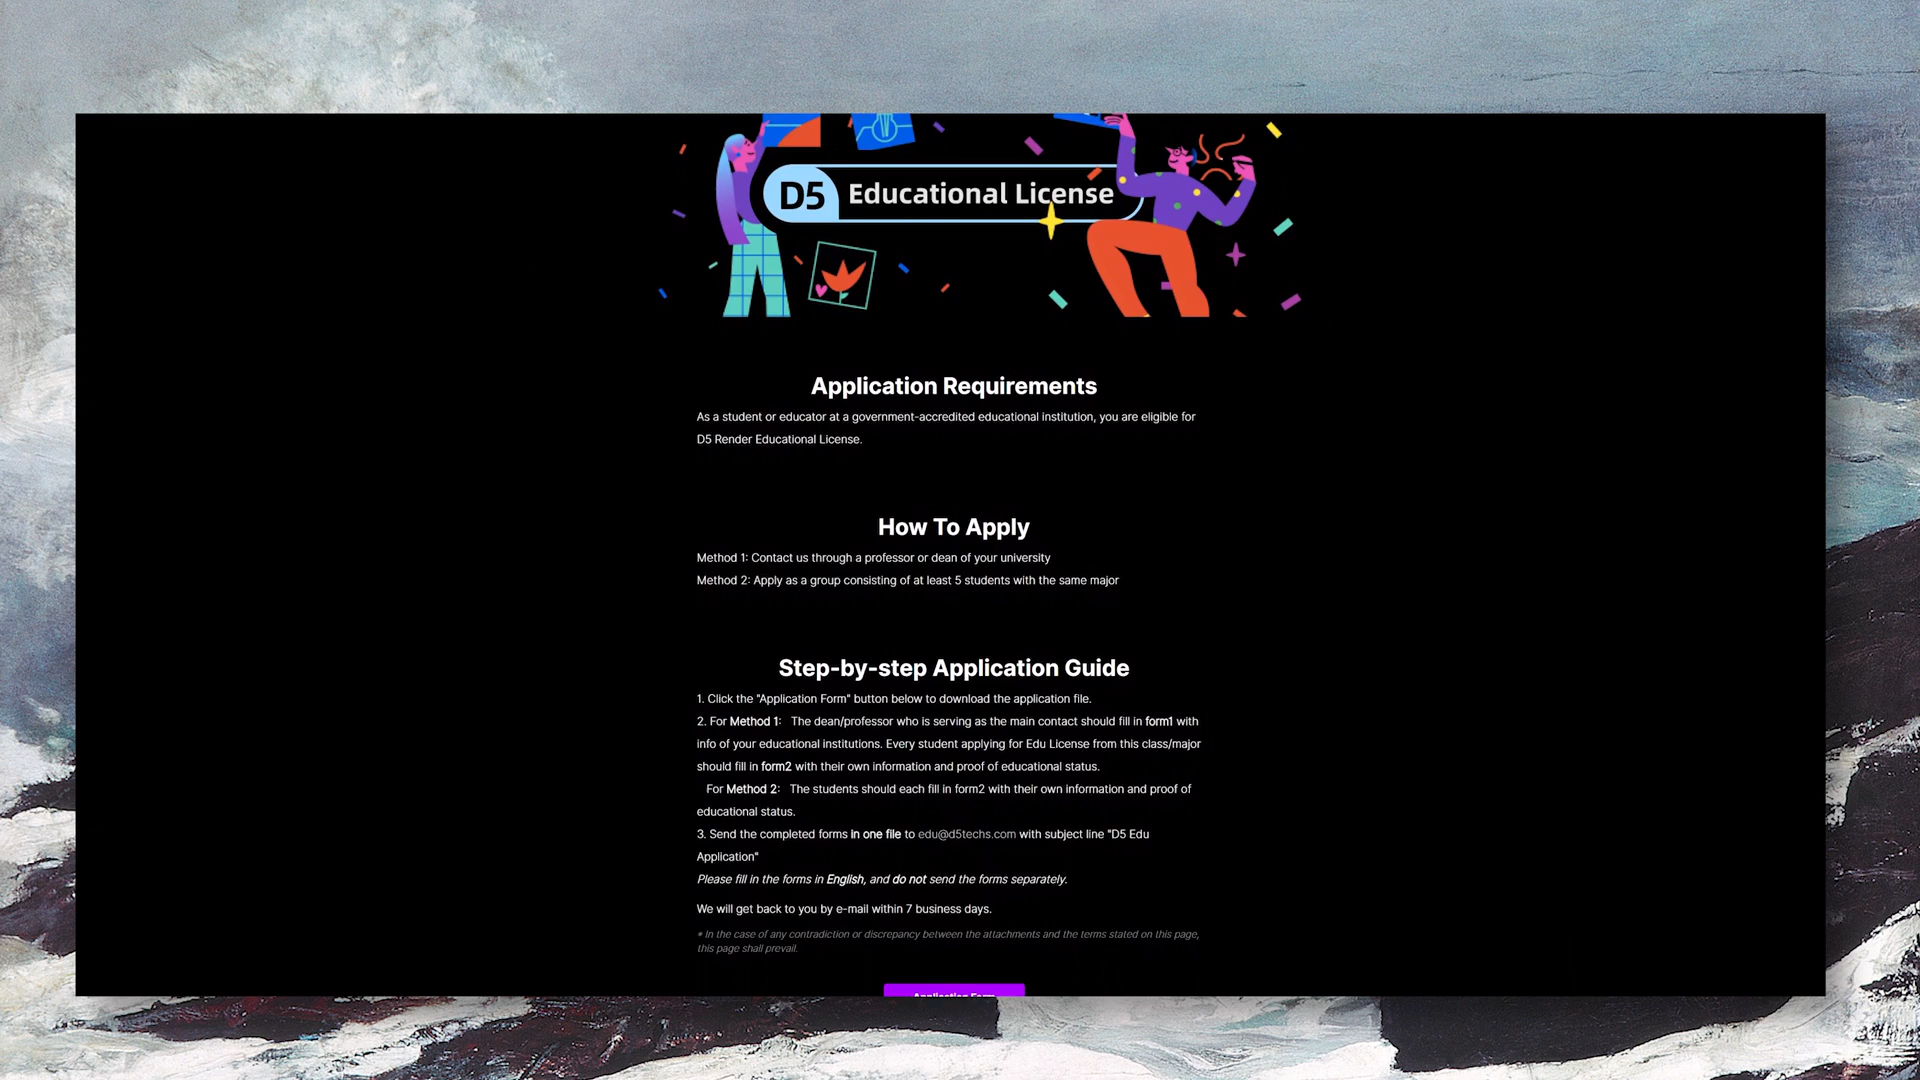 D5 Educational License
Application Requirements
As a student or educator at a government-accredited educational institution, you are eligible for
D5 Render Educational License.
How To Apply
Method 1: Contact us through a professor or dean of your university
Method 2: Apply as a group consisting of at least 5 students with the same major
Step-by-step Application Guide
1. Click the "Application Form" button below to download the application file.
2. For Method 1: The dean/professor who is serving as the main contact should fill in form1 with
info of your educational institutions. Every student applying for Edu License from this class/major
should fill in form2 with their own information and proof of educational status.
For Method 2: The students should each fill in form2 with their own information and proof of
educational status.
3. Send the completed forms in one file to edu@d5techs.com with subject line "D5 Edu
Application"
Please fill in the forms in English, and do not send the forms separately.
We will get back to you by e-mail within 7 business days.
* In the case of any contradiction or discrepancy between the attachments and the terms stated on this page,
this page shall prevail.
Application Form